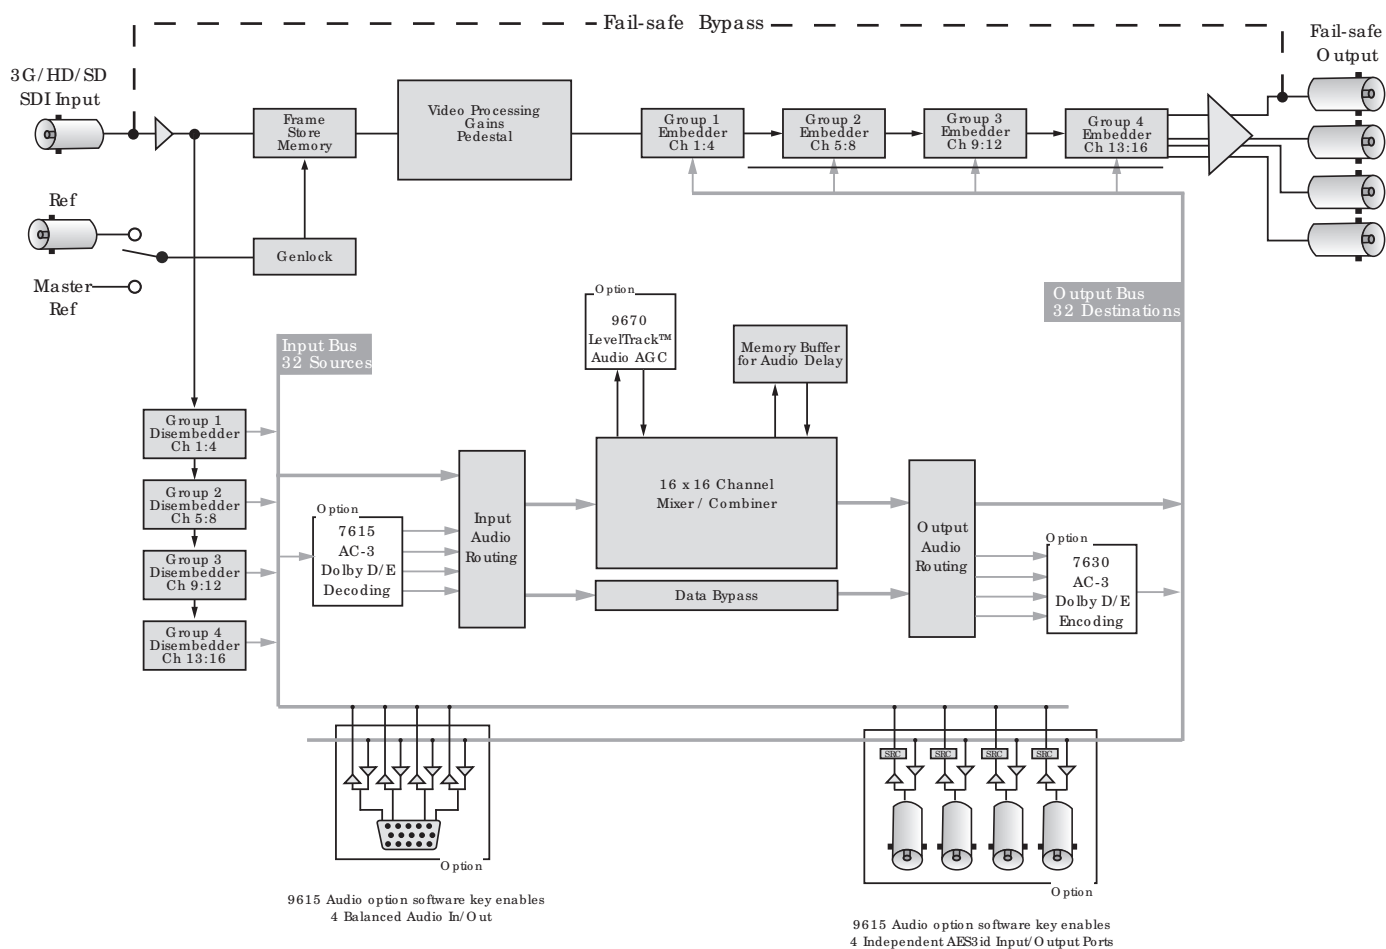 Fail-safe Bypass
Fail-safe
Output
3G/HD/SD
SDI Input
Frame
Store
Memory
Video Processing
Gains
Pedestal
Group 1
Embedder
Ch 1:4
Group 2
Embedder
Ch 5:8
Group 3
Embedder
Ch 9:12
Group 4
Embedder
Ch 13:16
Ref
Genlock
Master
Ref
Output Bus
32 Destinations
Input Bus
32 Sources
Option
9670
LevelTrack™
Audio AGC
Memory Buffer
for Audio Delay
Group 1
Disembedder
Ch 1:4
Group 2
Disembedder
Ch 5:8
Group 3
Disembedder
Ch 9:12
Group 4
Disembedder
Ch 13:16
Option
7615
AC-3
Dolby D/E
Decoding
Input
Audio
Routing
16 x 16 Channel
Mixer / Combiner
Data Bypass
Output
Audio
Routing
Option
7630
AC-3
Dolby D/E
Encoding
SRC
SRC
SRC
SRC
Option
9615 Audio option software key enables
4 Balanced Audio In/Out
Option
9615 Audio option software key enables
4 Independent AES3id Input/Output Ports